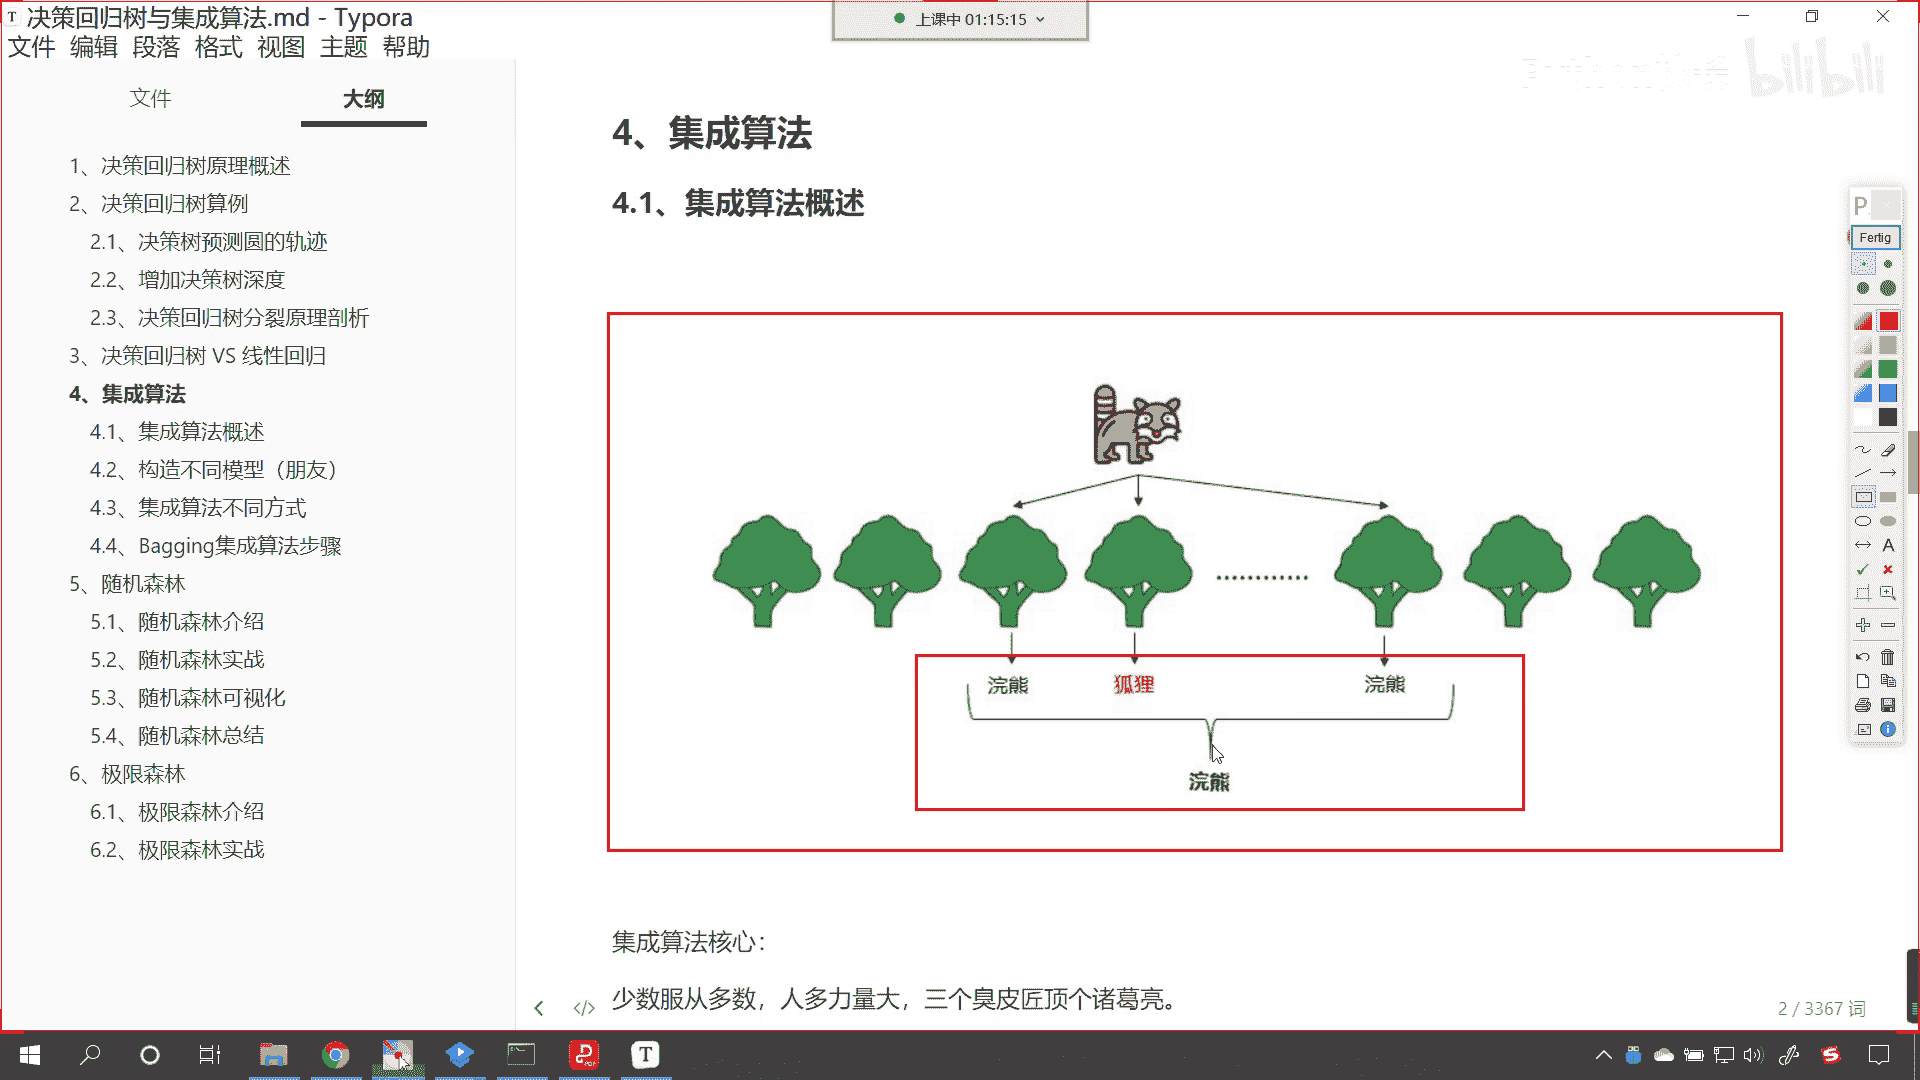 决策回归树与集成算法.md - Typora
上课中 01:15:15
文件 编辑 段落 格式 视图 主题 帮助
bilibili
文件 大纲
1、决策回归树原理概述
2、决策回归树算例
2.1、决策树预测圆的轨迹
2.2、增加决策树深度
2.3、决策回归树分裂原理剖析
3、决策回归树 VS 线性回归
4、集成算法
4.1、集成算法概述
4.2、构造不同模型（朋友）
4.3、集成算法不同方式
4.4、Bagging集成算法步骤
5、随机森林
5.1、随机森林介绍
5.2、随机森林实战
5.3、随机森林可视化
5.4、随机森林总结
6、极限森林
6.1、极限森林介绍
6.2、极限森林实战
4、集成算法
4.1、集成算法概述
浣熊 狐狸 浣熊
浣熊
集成算法核心：
少数服从多数，人多力量大，三个臭皮匠顶个诸葛亮。
2 / 3367 词
P
Fertig
A